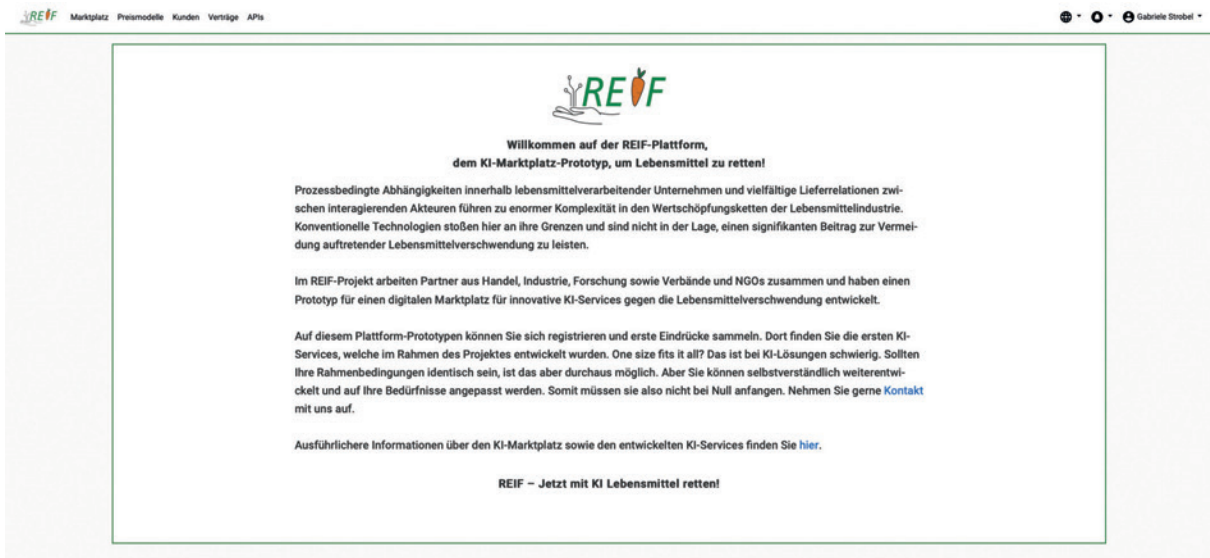 REIF Marktplatz Preismodelle Kunden Verträge APIs Gabriele Strobel
REIF
Willkommen auf der REIF-Plattform,
dem KI-Marktplatz-Prototyp, um Lebensmittel zu retten!
Prozessbedingte Abhängigkeiten innerhalb lebensmittelverarbeitender Unternehmen und vielfältige Lieferrelationen zwi-
schen interagierenden Akteuren führen zu enormer Komplexität in den Wertschöpfungsketten der Lebensmittelindustrie.
Konventionelle Technologien stoßen hier an ihre Grenzen und sind nicht in der Lage, einen signifikanten Beitrag zur Vermei-
dung auftretender Lebensmittelverschwendung zu leisten.
Im REIF-Projekt arbeiten Partner aus Handel, Industrie, Forschung sowie Verbände und NGOs zusammen und haben einen
Prototyp für einen digitalen Marktplatz für innovative KI-Services gegen die Lebensmittelverschwendung entwickelt.
Auf diesem Plattform-Prototypen können Sie sich registrieren und erste Eindrücke sammeln. Dort finden Sie die ersten KI-
Services, welche im Rahmen des Projektes entwickelt wurden. One size fits it all? Das ist bei KI-Lösungen schwierig. Sollten
Ihre Rahmenbedingungen identisch sein, ist das aber durchaus möglich. Aber Sie können selbstverständlich weiterentwi-
ckelt und auf Ihre Bedürfnisse angepasst werden. Somit müssen sie also nicht bei Null anfangen. Nehmen Sie gerne Kontakt
mit uns auf.
Ausführlichere Informationen über den KI-Marktplatz sowie den entwickelten KI-Services finden Sie hier.
REIF – Jetzt mit KI Lebensmittel retten!